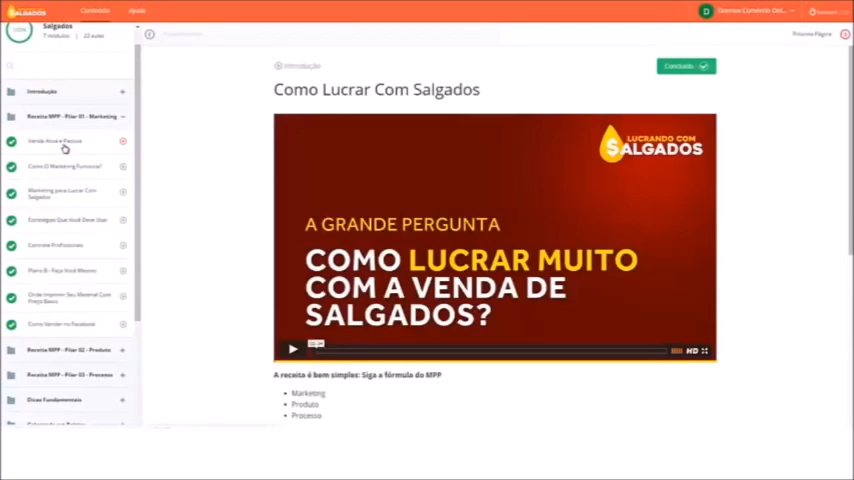 LUCRANDO COM
SALGADOS
Conteúdo
Ajuda
D
Salgados
7 módulos | 22 aulas
Próxima Página
Introdução
Receita MPP - Pilar 01 - Marketing
Venda Ativa e Passiva
Como O Marketing Funciona?
Marketing para Lucrar Com
Salgados
Estratégias Que Você Deve Usar
Contrate Profissionais
Plano B - Faça Você Mesmo
Onde Imprimir Seu Material Com
Preço Baixo
Como Vender no Facebook
Receita MPP - Pilar 02 - Produto
Receita MPP - Pilar 03 - Processo
Dicas Fundamentais
Introdução
Concluído
Como Lucrar Com Salgados
LUCRANDO COM
SALGADOS
A GRANDE PERGUNTA
COMO LUCRAR MUITO
COM A VENDA DE
SALGADOS?
HD
A receita é bem simples: Siga a fórmula do MPP
Marketing
Produto
Processo